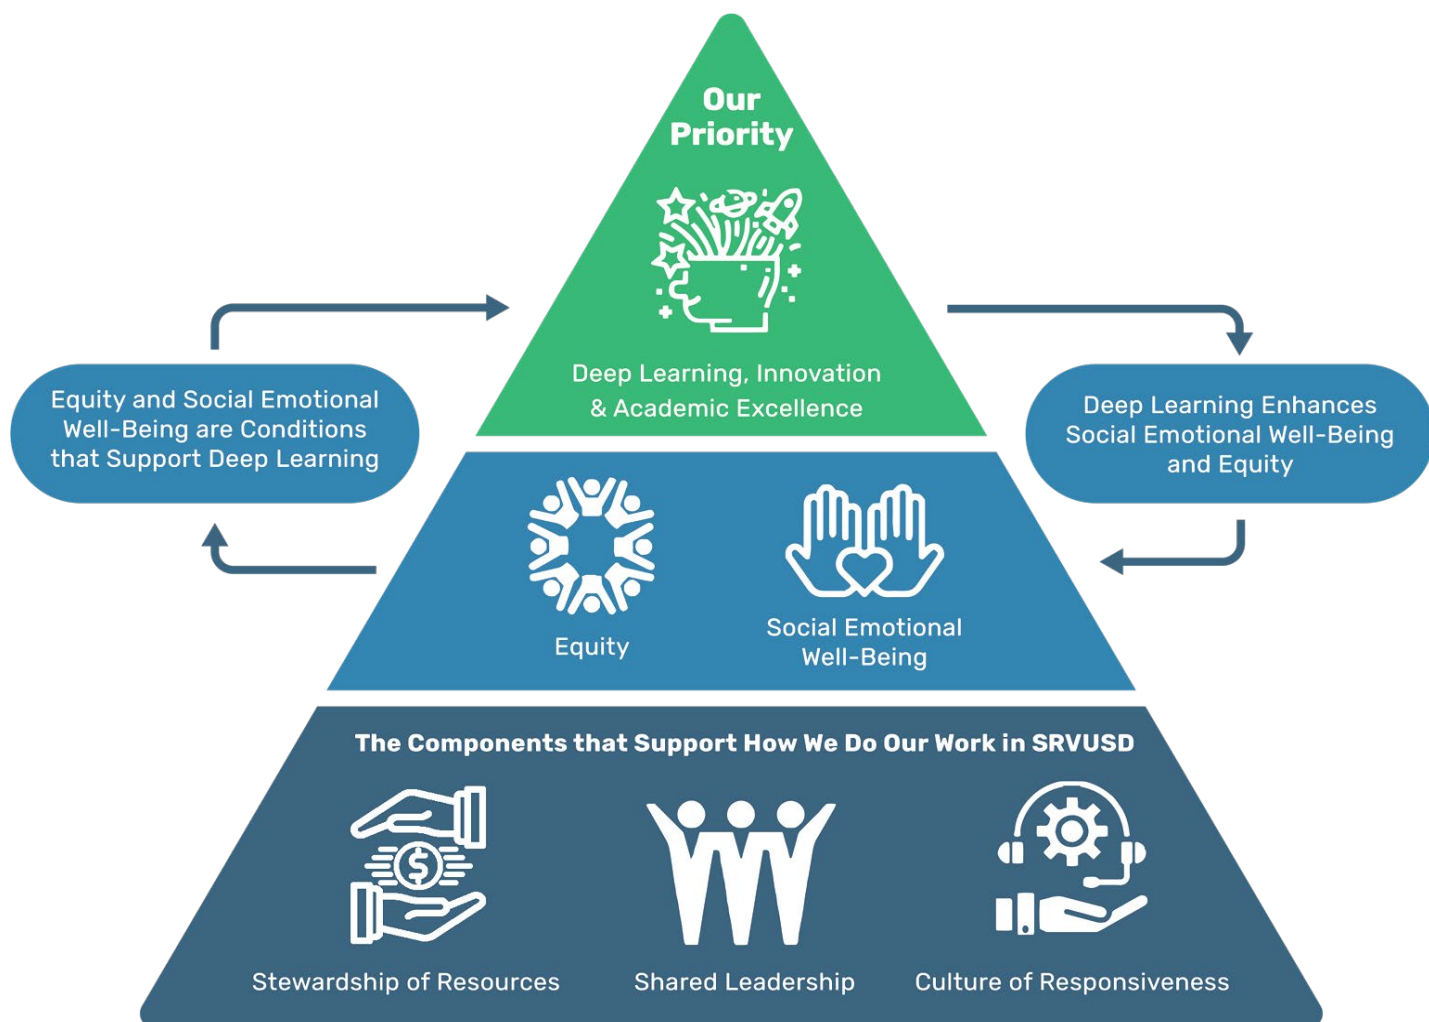 Our
Priority
Deep Learning, Innovation
& Academic Excellence
Equity and Social Emotional
Well-Being are Conditions
that Support Deep Learning
Deep Learning Enhances
Social Emotional Well-Being
and Equity
Equity
Social Emotional
Well-Being
The Components that Support How We Do Our Work in SRVUSD
$
Stewardship of Resources
Shared Leadership
Culture of Responsiveness